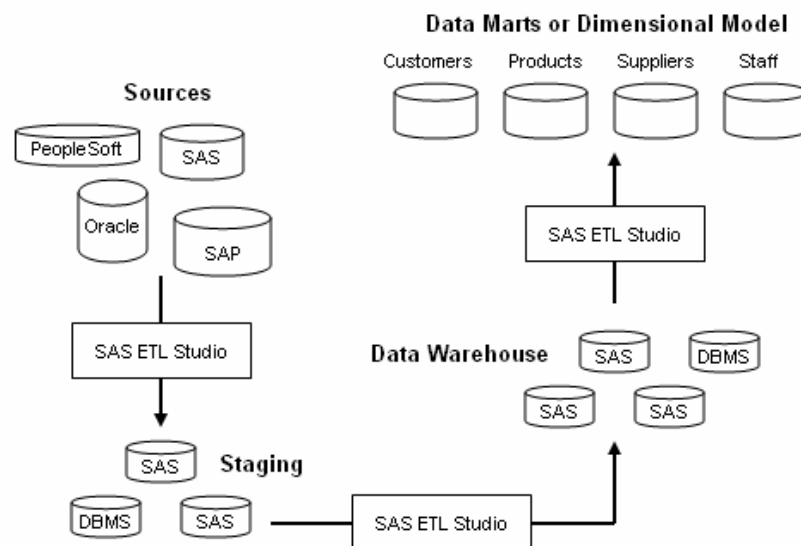 Data Marts or Dimensional Model
Customers Products Suppliers Staff
Sources
PeopleSoft
SAS
Oracle
SAP
SAS ETL Studio
SAS ETL Studio
Data Warehouse
SAS
DBMS
SAS
SAS
SAS
Staging
DBMS
SAS
SAS ETL Studio